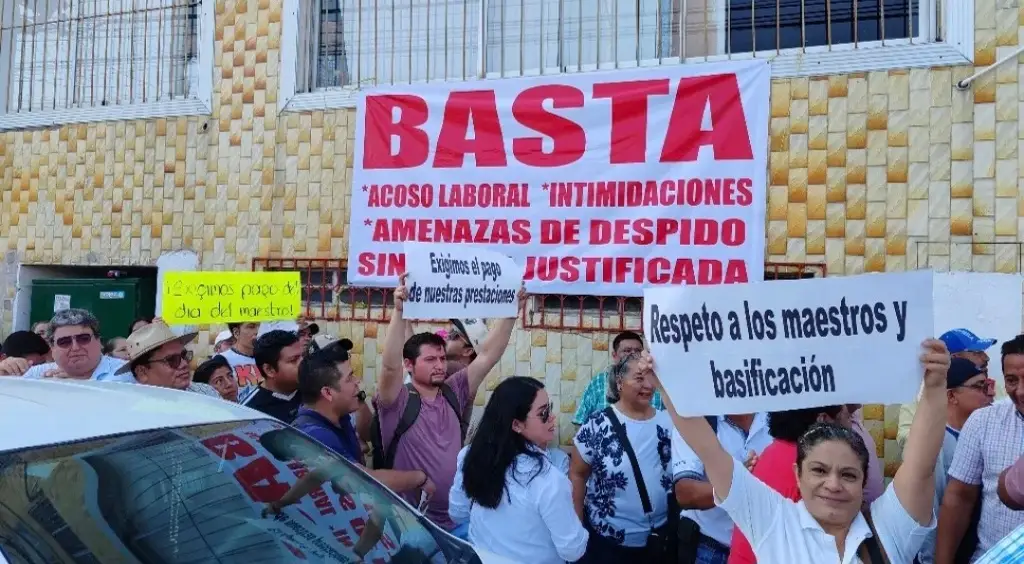 BASTA
*ACOSO LABORAL *INTIMIDACIONES
*AMENAZAS DE DESPIDO
SIN JUSTIFICADA
¡Exigimos pago del
día del maestro!
Exigimos el pago
de nuestras prestaciones
Respeto a los maestros y
basificación